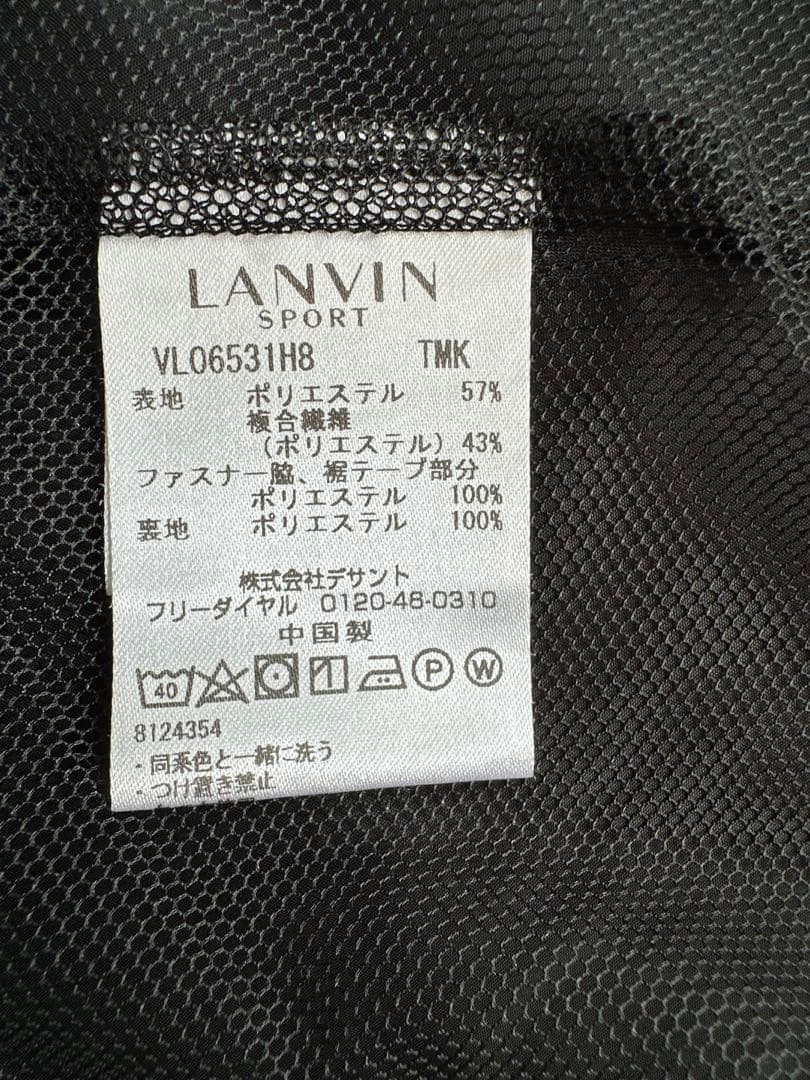 LANVIN
SPORT
VL06531H8 TMK
表地 ポリエステル 57%
複合繊維
(ポリエステル) 43%
ファスナー脇、裾テープ部分
ポリエステル 100%
裏地 ポリエステル 100%
株式会社デサント
フリーダイヤル 0120-46-0310
中国製
40 1 P W
8124354
・同系色と一緒に洗う
・つけ置き禁止